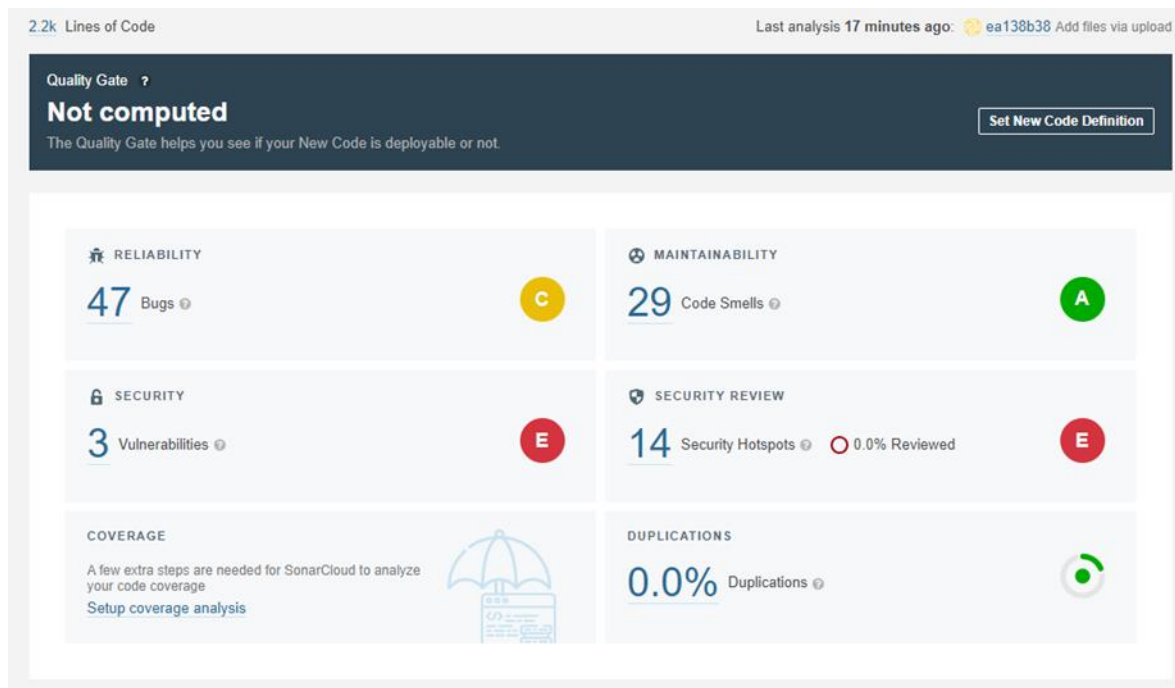 2.2k Lines of Code
Last analysis 17 minutes ago: ea138b38 Add files via upload
Quality Gate ?
Not computed
The Quality Gate helps you see if your New Code is deployable or not.
Set New Code Definition
RELIABILITY
47 Bugs ?
C
MAINTAINABILITY
29 Code Smells ?
A
SECURITY
3 Vulnerabilities ?
E
SECURITY REVIEW
14 Security Hotspots ? 0.0% Reviewed
E
COVERAGE
A few extra steps are needed for SonarCloud to analyze
your code coverage
Setup coverage analysis
DUPLICATIONS
0.0% Duplications ?